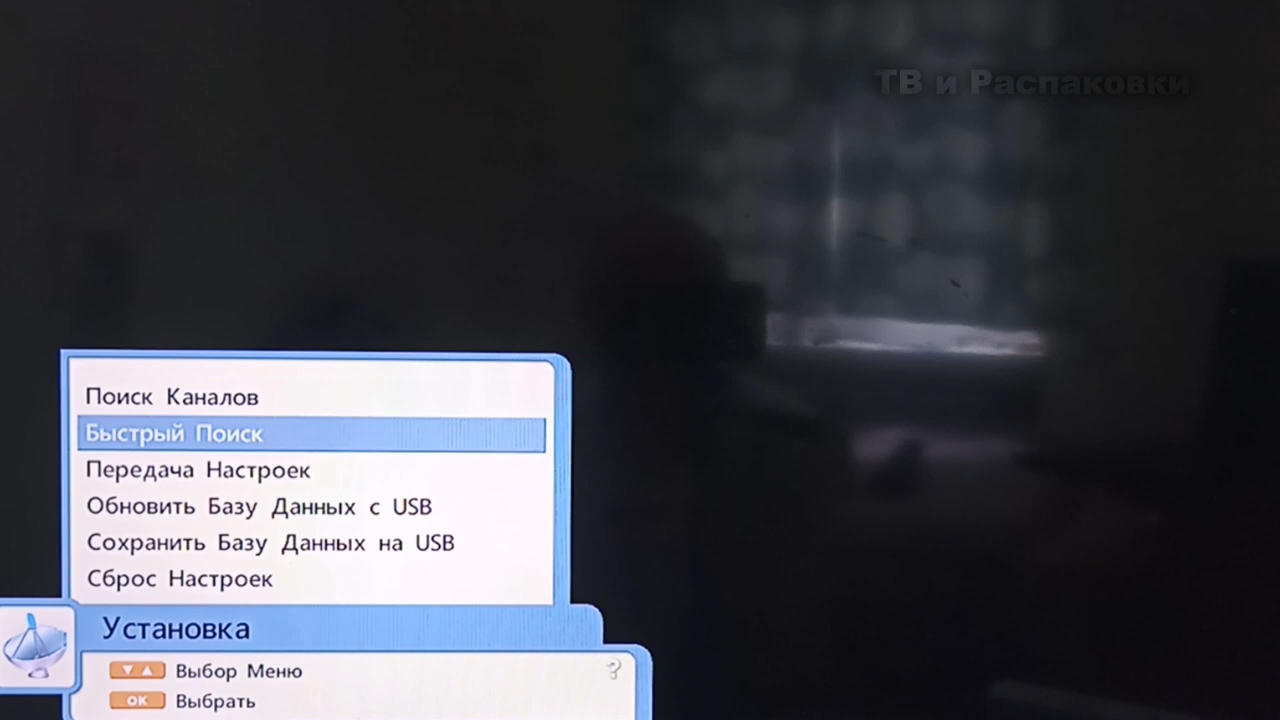 ТВ и Распаковки
Поиск Каналов
Быстрый Поиск
Передача Настроек
Обновить Базу Данных с USB
Сохранить Базу Данных на USB
Сброс Настроек
Установка
▼▲ Выбор Меню ?
OK Выбрать